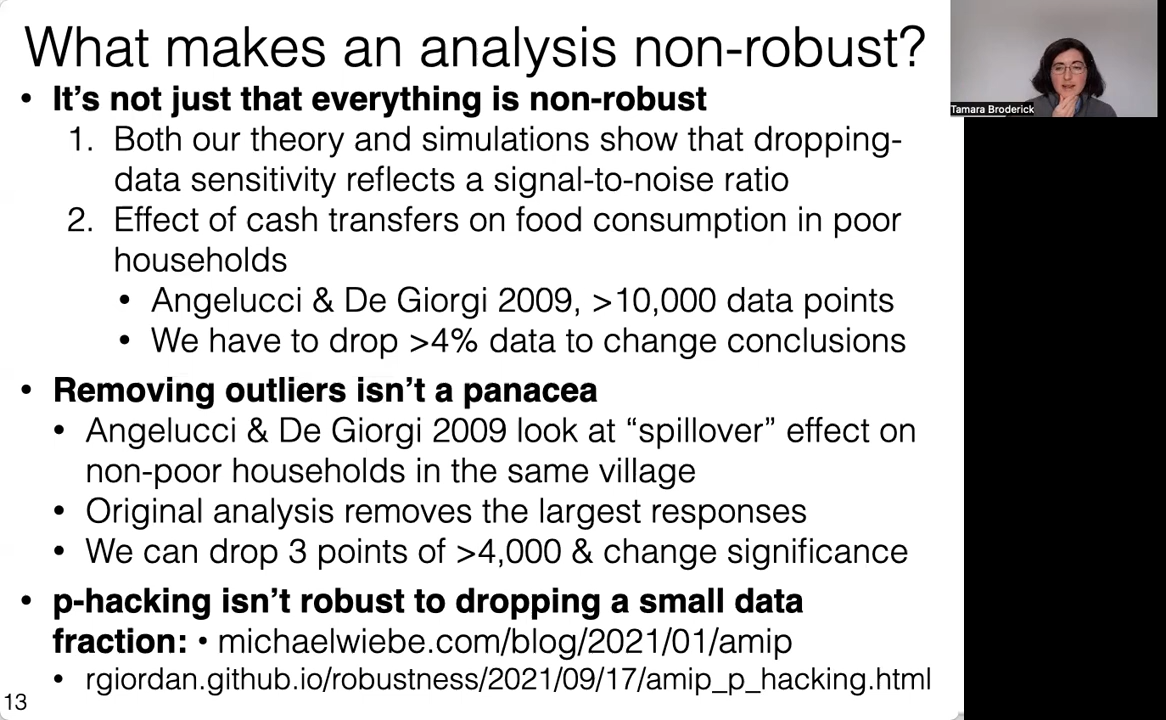 What makes an analysis non-robust?
• It's not just that everything is non-robust
1. Both our theory and simulations show that dropping-
data sensitivity reflects a signal-to-noise ratio
2. Effect of cash transfers on food consumption in poor
households
• Angelucci & De Giorgi 2009, >10,000 data points
• We have to drop >4% data to change conclusions
• Removing outliers isn't a panacea
• Angelucci & De Giorgi 2009 look at “spillover” effect on
non-poor households in the same village
• Original analysis removes the largest responses
• We can drop 3 points of >4,000 & change significance
• p-hacking isn't robust to dropping a small data
fraction: • michaelwiebe.com/blog/2021/01/amip
• rgiordan.github.io/robustness/2021/09/17/amip_p_hacking.html
13
Tamara Broderick